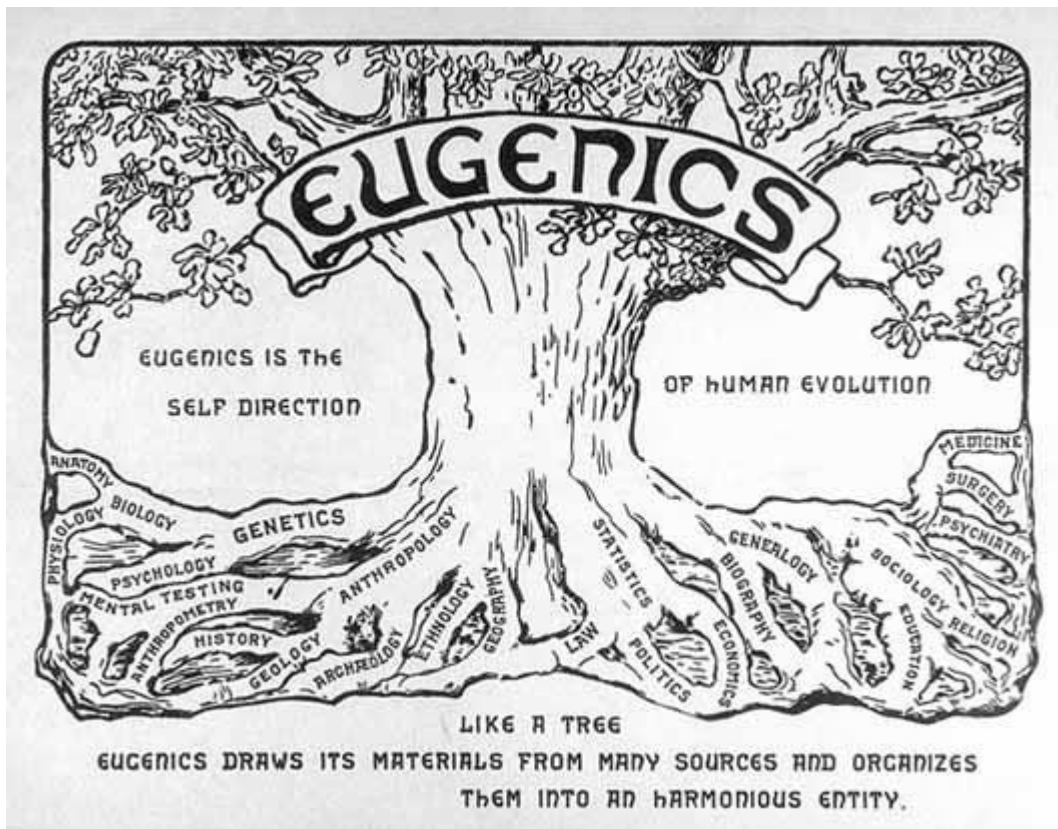 EUGENICS
EUGENICS IS THE
SELF DIRECTION
OF HUMAN EVOLUTION
ANATOMY
PHYSIOLOGY
BIOLOGY
GENETICS
PSYCHOLOGY
MENTAL TESTING
ANTHROPOMETRY
HISTORY
GEOLOGY
ANTHROPOLOGY
ARCHÆOLOGY
ETHNOLOGY
GEOGRAPHY
LAW
STATISTICS
POLITICS
ECONOMICS
BIOGRAPHY
GENEALOGY
SOCIOLOGY
EDUCATION
RELIGION
PSYCHIATRY
SURGERY
MEDICINE
LIKE A TREE
EUGENICS DRAWS ITS MATERIALS FROM MANY SOURCES AND ORGANIZES
THEM INTO AN HARMONIOUS ENTITY.